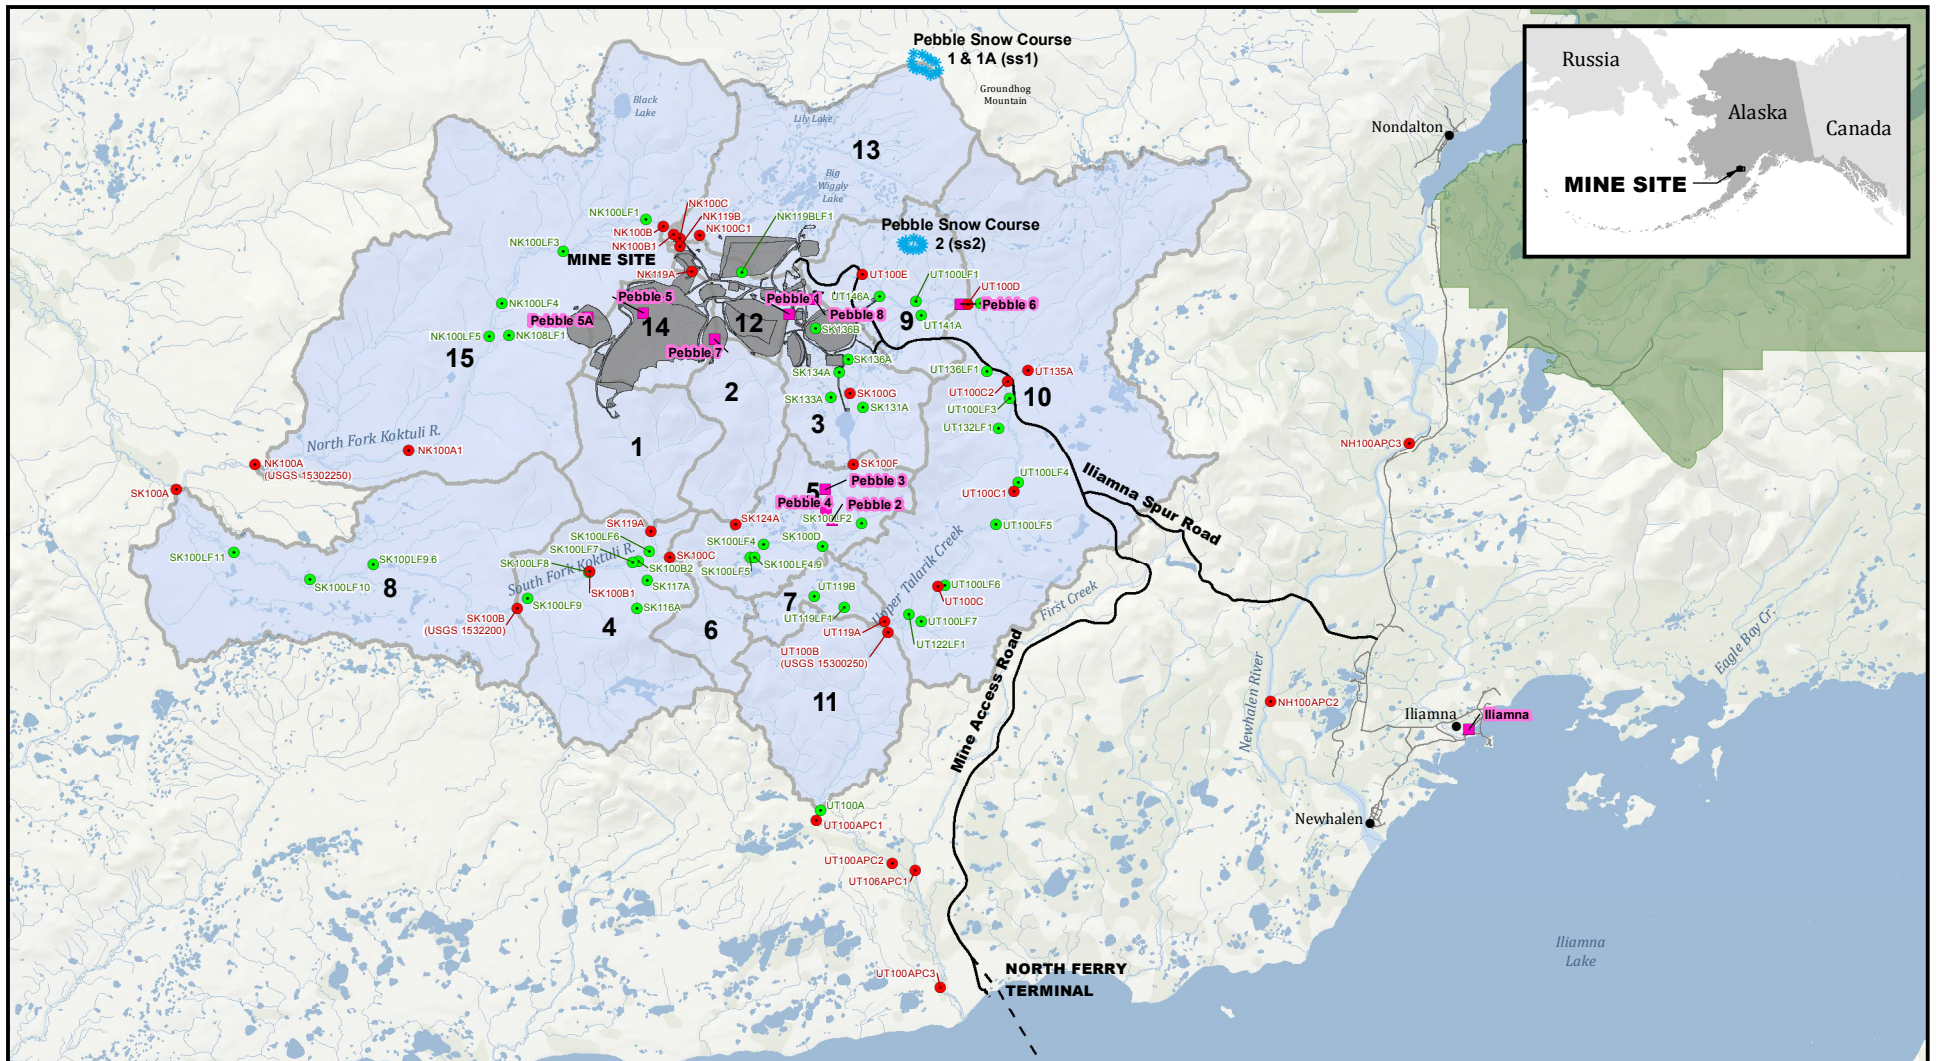 Pebble Snow Course
1 & 1A (ss1)
Groundhog
Mountain
Black
Lake
Lily Lake
13
Big
Wiggly
Lake
Nondalton
Russia
Alaska
Canada
MINE SITE
NK100LF1
NK100C
NK119B
NK100B
NK100C1
NK119BLF1
NK100B1
NK100LF3
MINE SITE
NK119A
Pebble Snow Course
2 (ss2)
UT100E
UT100LF1
UT146A
UT100D
Pebble 6
Pebble 5
Pebble 1
NK100LF4
Pebble 5A
14
12
Pebble 8
9
UT141A
SK136B
NK100LF5
NK108LF1
15
Pebble 7
SK136A
SK134A
UT136LF1
UT135A
2
SK100G
UT100C2
10
SK133A
SK131A
UT100LF3
3
UT132LF1
1
North Fork Koktuli R.
NK100A1
NH100APC3
NK100A
(USGS 15302250)
SK100F
SK100A
Pebble 3
5
UT100LF4
UT100C1
Iliamna Spur Road
Pebble 4
Pebble 2
SK119A
SK124A
SK100LF2
UT100LF5
SK100LF6
SK100LF4
SK100D
SK100LF7
South Fork Koktuli R.
SK100C
SK100LF11
SK100LF9.6
SK100LF8
SK100B2
SK100LF5
SK100LF4.9
Upper Talarik Creek
SK100LF10
8
SK117A
SK100B1
UT119B
UT100LF6
UT100C
First Creek
SK100LF9
SK116A
7
UT119LF1
SK100B
(USGS 1532200)
4
6
UT119A
UT100LF7
UT122LF1
UT100B
(USGS 15300250)
Eagle Bay Cr.
11
Mine Access Road
Newhalen River
NH100APC2
Iliamna
Iliamna
UT100A
UT100APC1
Newhalen
UT100APC2
UT106APC1
Iliamna
Lake
UT100APC3
NORTH FERRY
TERMINAL